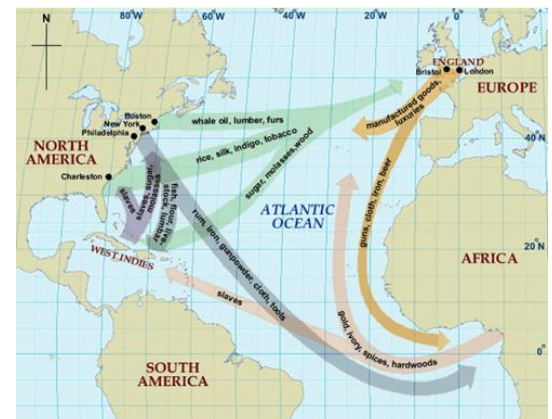 80°W
60°W
40°W
20°W
0°
N
ENGLAND
Bristol
London
EUROPE
manufactured goods,
luxuries
Boston
New York
Philadelphia
whale oil, lumber, furs
NORTH
AMERICA
rice, silk, indigo, tobacco
40°N
Charleston
sugar, molasses, wood
slaves
sugar, slaves,
molasses
fish, flour, live-
stock, lumber
guns, cloth, iron, beer
ATLANTIC
OCEAN
20°N
WEST INDIES
rum, iron, gunpowder, cloth, tools
AFRICA
slaves
gold, ivory, spices, hardwoods
0°
SOUTH
AMERICA